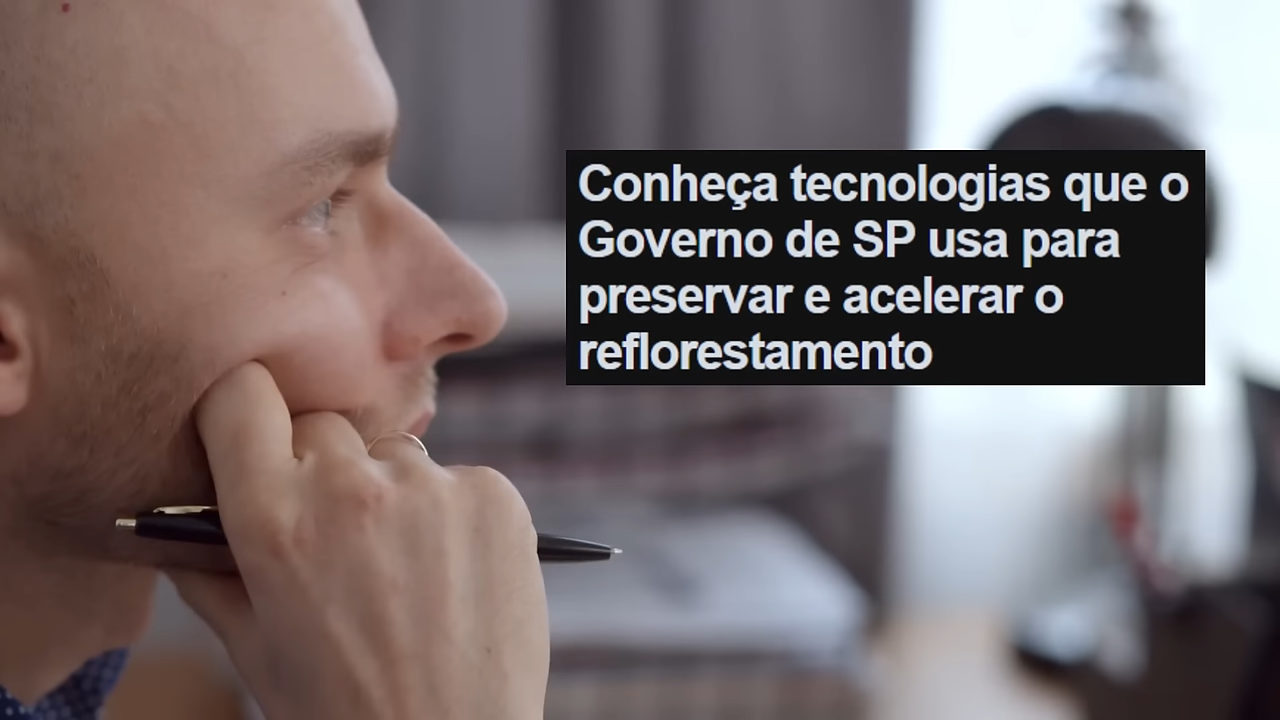 Conheça tecnologias que o
Governo de SP usa para
preservar e acelerar o
reflorestamento